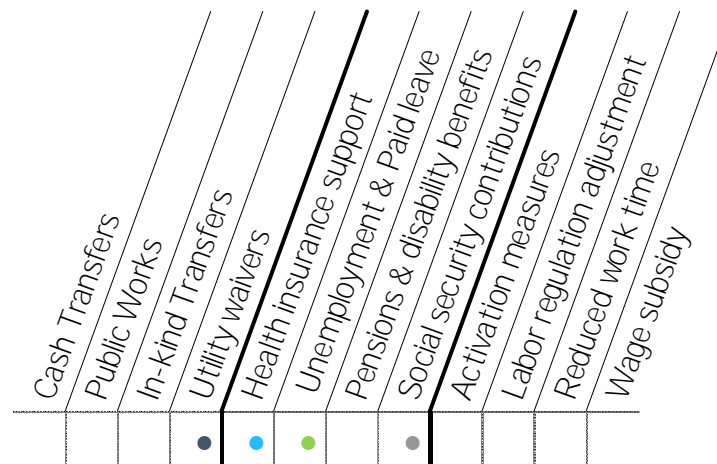 Cash Transfers
Public Works
In-Kind Transfers
Utility waivers
Health insurance support
Unemployment & Paid leave
Pensions & disability benefits
Social security contributions
Activation measures
Labor regulation adjustment
Reduced work time
Wage subsidy